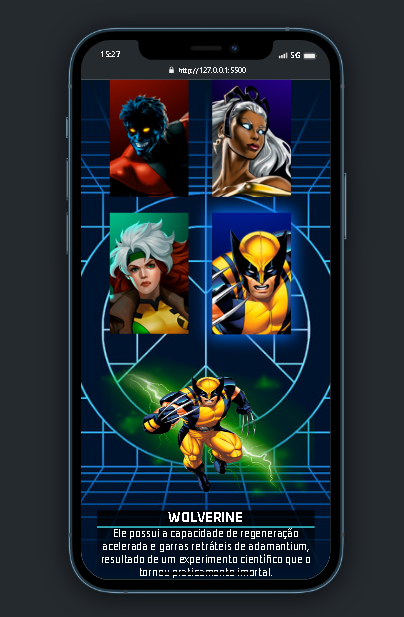 15:27
5G
http://127.0.0.1:5500
WOLVERINE
Ele possui a capacidade de regeneração
acelerada e garras retráteis de adamantium,
resultado de um experimento científico que o
tornou praticamente imortal.